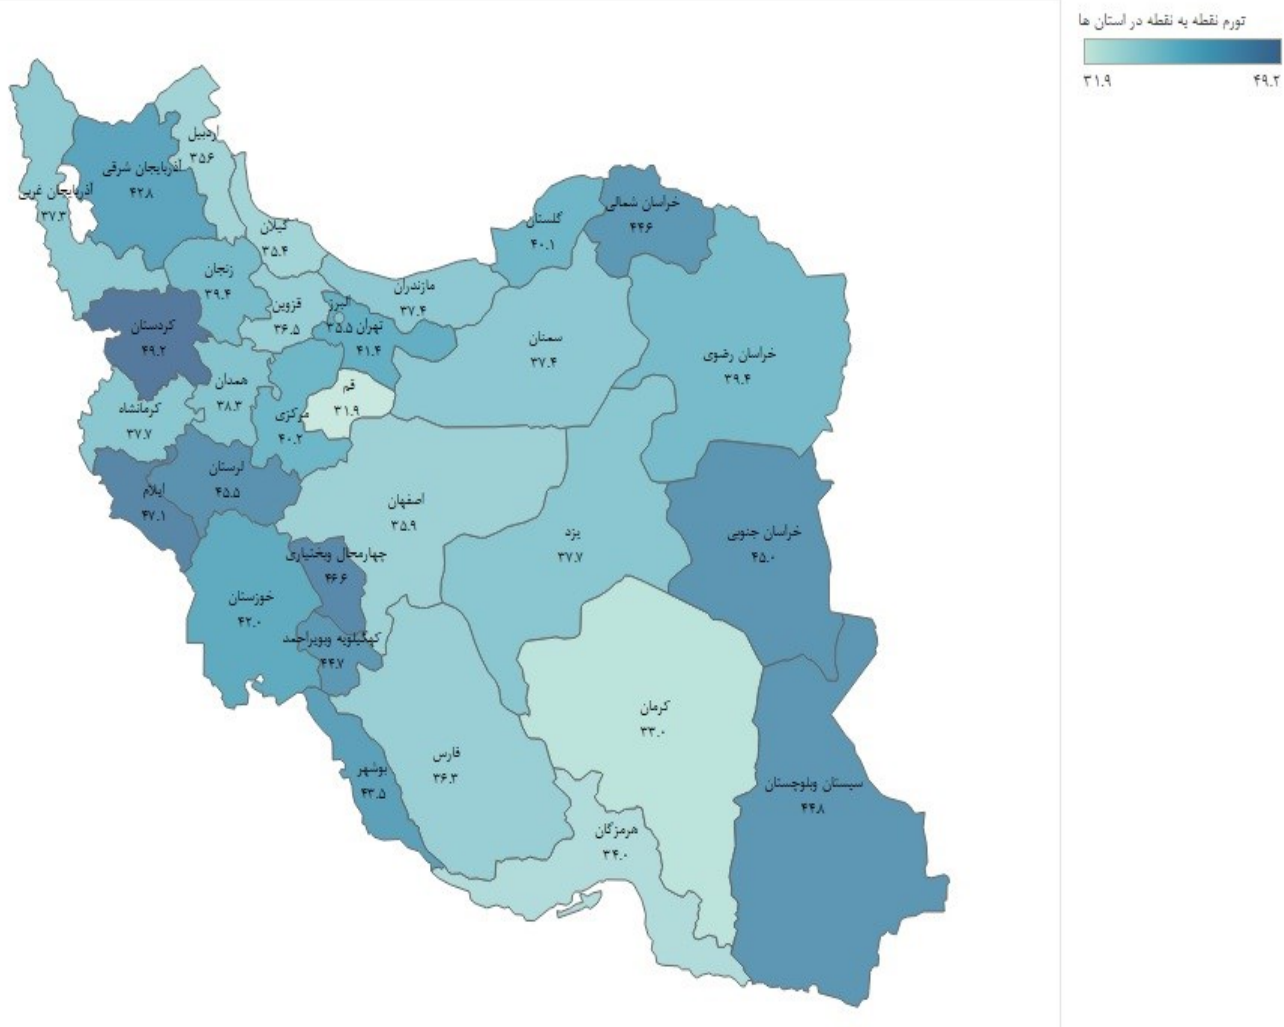 تورم نقطه به نقطه در استان ها
۳۱.۹
۴۹.۲
اردبیل
۳۵.۶
آذربایجان شرقی
۴۲.۸
آذربایجان غربی
۳۷.۳
گیلان
۳۵.۴
زنجان
۳۹.۴
کردستان
۴۹.۲
قزوین
۳۶.۵
البرز
۳۵.۵
تهران
۴۱.۴
مازندران
۳۷.۴
گلستان
۴۰.۱
خراسان شمالی
۴۴.۶
سمنان
۳۷.۴
خراسان رضوی
۳۹.۴
همدان
۳۸.۳
کرمانشاه
۳۷.۷
مرکزی
۴۰.۲
قم
۳۱.۹
لرستان
۴۵.۵
ایلام
۴۷.۱
اصفهان
۳۵.۹
یزد
۳۷.۷
خراسان جنوبی
۴۵.۰
چهارمحال وبختیاری
۴۶.۶
خوزستان
۴۲.۰
کهگیلویه وبویراحمد
۴۴.۷
کرمان
۳۳.۰
فارس
۳۶.۳
بوشهر
۴۳.۵
سیستان وبلوچستان
۴۴.۸
هرمزگان
۳۴.۰